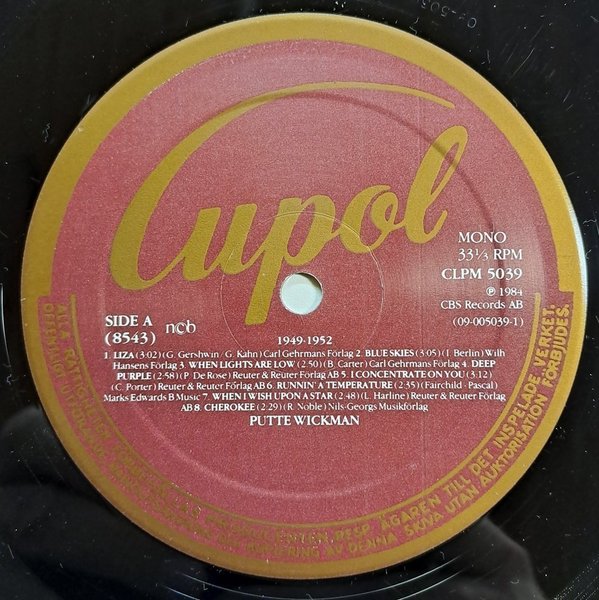 Cupol
MONO
33⅓ RPM
CLPM 5039
℗ 1984
CBS Records AB
(09-005039-1)
SIDE A
(8543)
ncb
1949-1952
1. LIZA (3:02) (G. Gershwin / G. Kahn) Carl Gehrmans Förlag 2. BLUE SKIES (3:05) (I. Berlin) Wilh
Hansens Förlag 3. WHEN LIGHTS ARE LOW (2:50) (B. Carter) Carl Gehrmans Förlag 4. DEEP
PURPLE (2:58) (P. De Rose) Reuter & Reuter Förlag AB 5. I CONCENTRATE ON YOU (3:12)
(C. Porter) Reuter & Reuter Förlag AB 6. RUNNIN' A TEMPERATURE (2:35) (Fairchild - Pascal)
Marks Edwards B Music 7. WHEN I WISH UPON A STAR (2:48) (L. Harline) Reuter & Reuter Förlag
AB 8. CHEROKEE (2:29) (R. Noble) Nils-Georgs Musikförlag
PUTTE WICKMAN
ALLA RESP. ÄGAREN TILL DET INSPELADE VERKET.
AV DENNA SKIVA UTAN AUKTORISATION FÖRBJUDES.